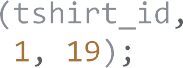 (tshirt_id,
1, 19);